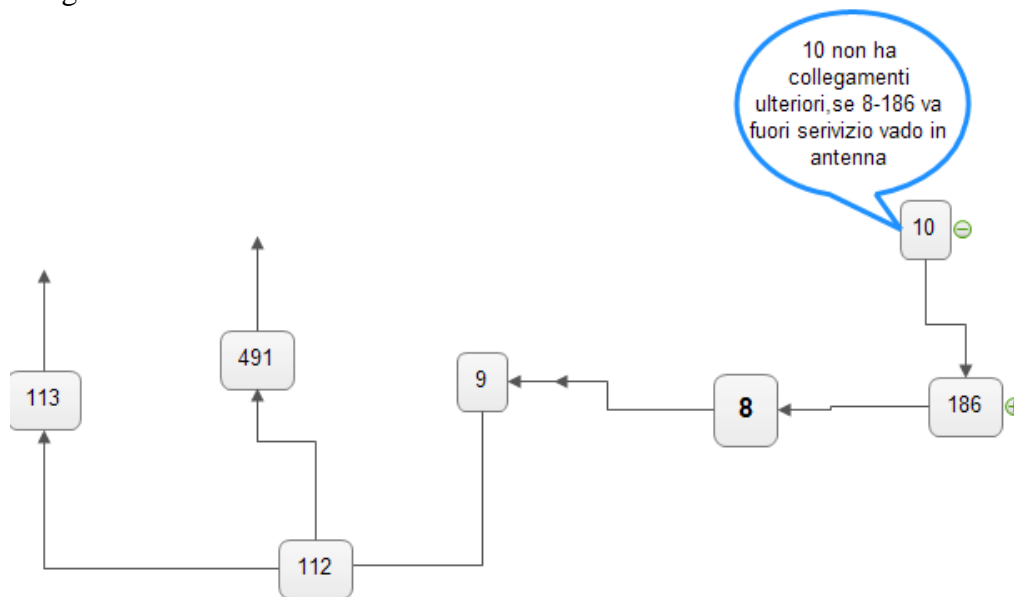 10 non ha
collegamenti
ulteriori,se 8-186 va
fuori serivizio vado in
antenna
10
491
9
113
8
186
112